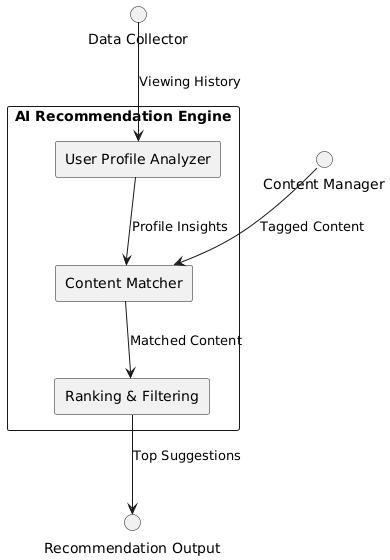 Data Collector
Viewing History
AI Recommendation Engine
User Profile Analyzer
Content Manager
Profile Insights
Tagged Content
Content Matcher
Matched Content
Ranking & Filtering
Top Suggestions
Recommendation Output